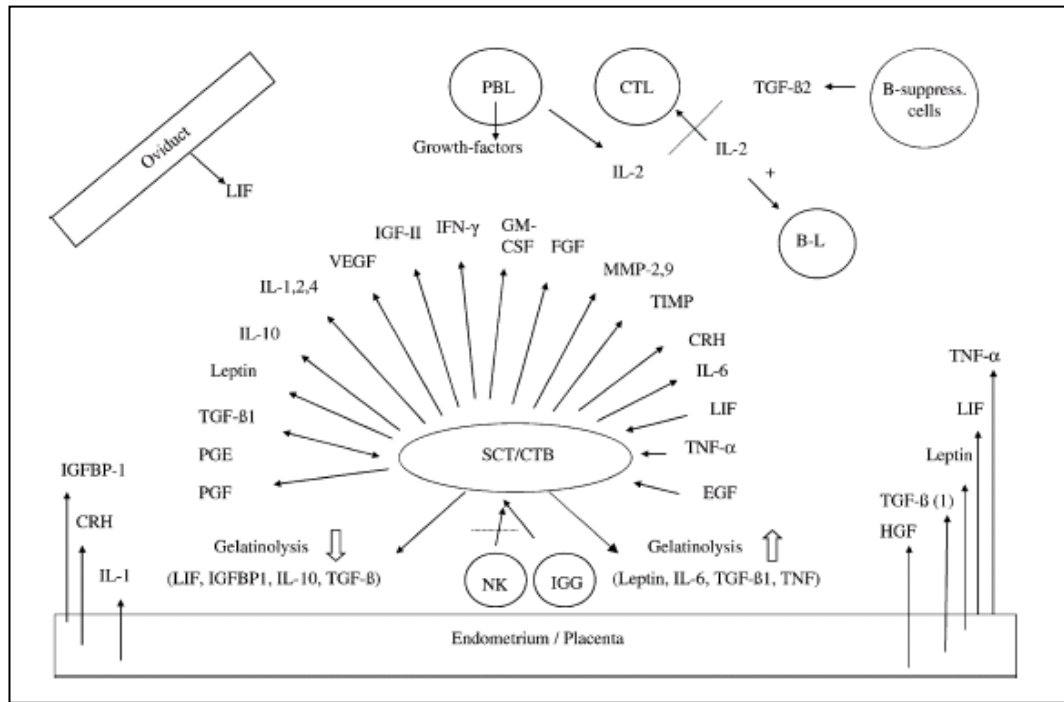 PBL
CTL
TGF-ß2
B-suppress.
cells
Growth-factors
IL-2
IL-2
+
B-L
Oviduct
LIF
IGF-II
IFN-γ
GM-
CSF
FGF
VEGF
MMP-2,9
IL-1,2,4
TIMP
IL-10
CRH
Leptin
IL-6
TGF-ß1
LIF
PGE
SCT/CTB
TNF-α
PGF
EGF
IGFBP-1
CRH
IL-1
TNF-α
LIF
Leptin
TGF-ß (1)
HGF
Gelatinolysis
(LIF, IGFBP1, IL-10, TGF-ß)
NK
IGG
Gelatinolysis
(Leptin, IL-6, TGF-ß1, TNF)
Endometrium / Placenta